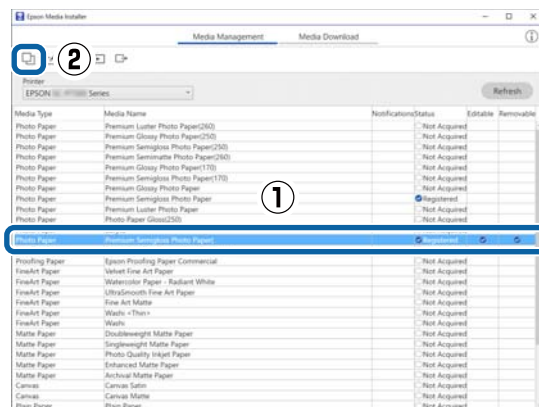 Epson Media Installer
Media Management Media Download
②
Printer
EPSON Series
Refresh
Media Type Media Name Notifications Status Editable Removable
Photo Paper Premium Luster Photo Paper(260) Not Acquired
Photo Paper Premium Glossy Photo Paper(250) Not Acquired
Photo Paper Premium Semigloss Photo Paper(250) Not Acquired
Photo Paper Premium Semimatte Photo Paper(260) Not Acquired
Photo Paper Premium Glossy Photo Paper(170) Not Acquired
Photo Paper Premium Semigloss Photo Paper(170) Not Acquired
Photo Paper Premium Glossy Photo Paper Not Acquired
Photo Paper Premium Semigloss Photo Paper Registered
Photo Paper Premium Luster Photo Paper Not Acquired
Photo Paper Photo Paper Gloss(250) Not Acquired
①
Photo Paper Premium Semigloss Photo Paper Registered
Proofing Paper Epson Proofing Paper Commercial Not Acquired
FineArt Paper Velvet Fine Art Paper Not Acquired
FineArt Paper Watercolor Paper - Radiant White Not Acquired
FineArt Paper UltraSmooth Fine Art Paper Not Acquired
FineArt Paper Fine Art Matte Not Acquired
FineArt Paper Washi <Thin> Not Acquired
FineArt Paper Washi Not Acquired
Matte Paper Doubleweight Matte Paper Not Acquired
Matte Paper Singleweight Matte Paper Not Acquired
Matte Paper Photo Quality Inkjet Paper Not Acquired
Matte Paper Enhanced Matte Paper Not Acquired
Matte Paper Archival Matte Paper Not Acquired
Canvas Canvas Satin Not Acquired
Canvas Canvas Matte Not Acquired
Plain Paper Plain Paper Not Acquired